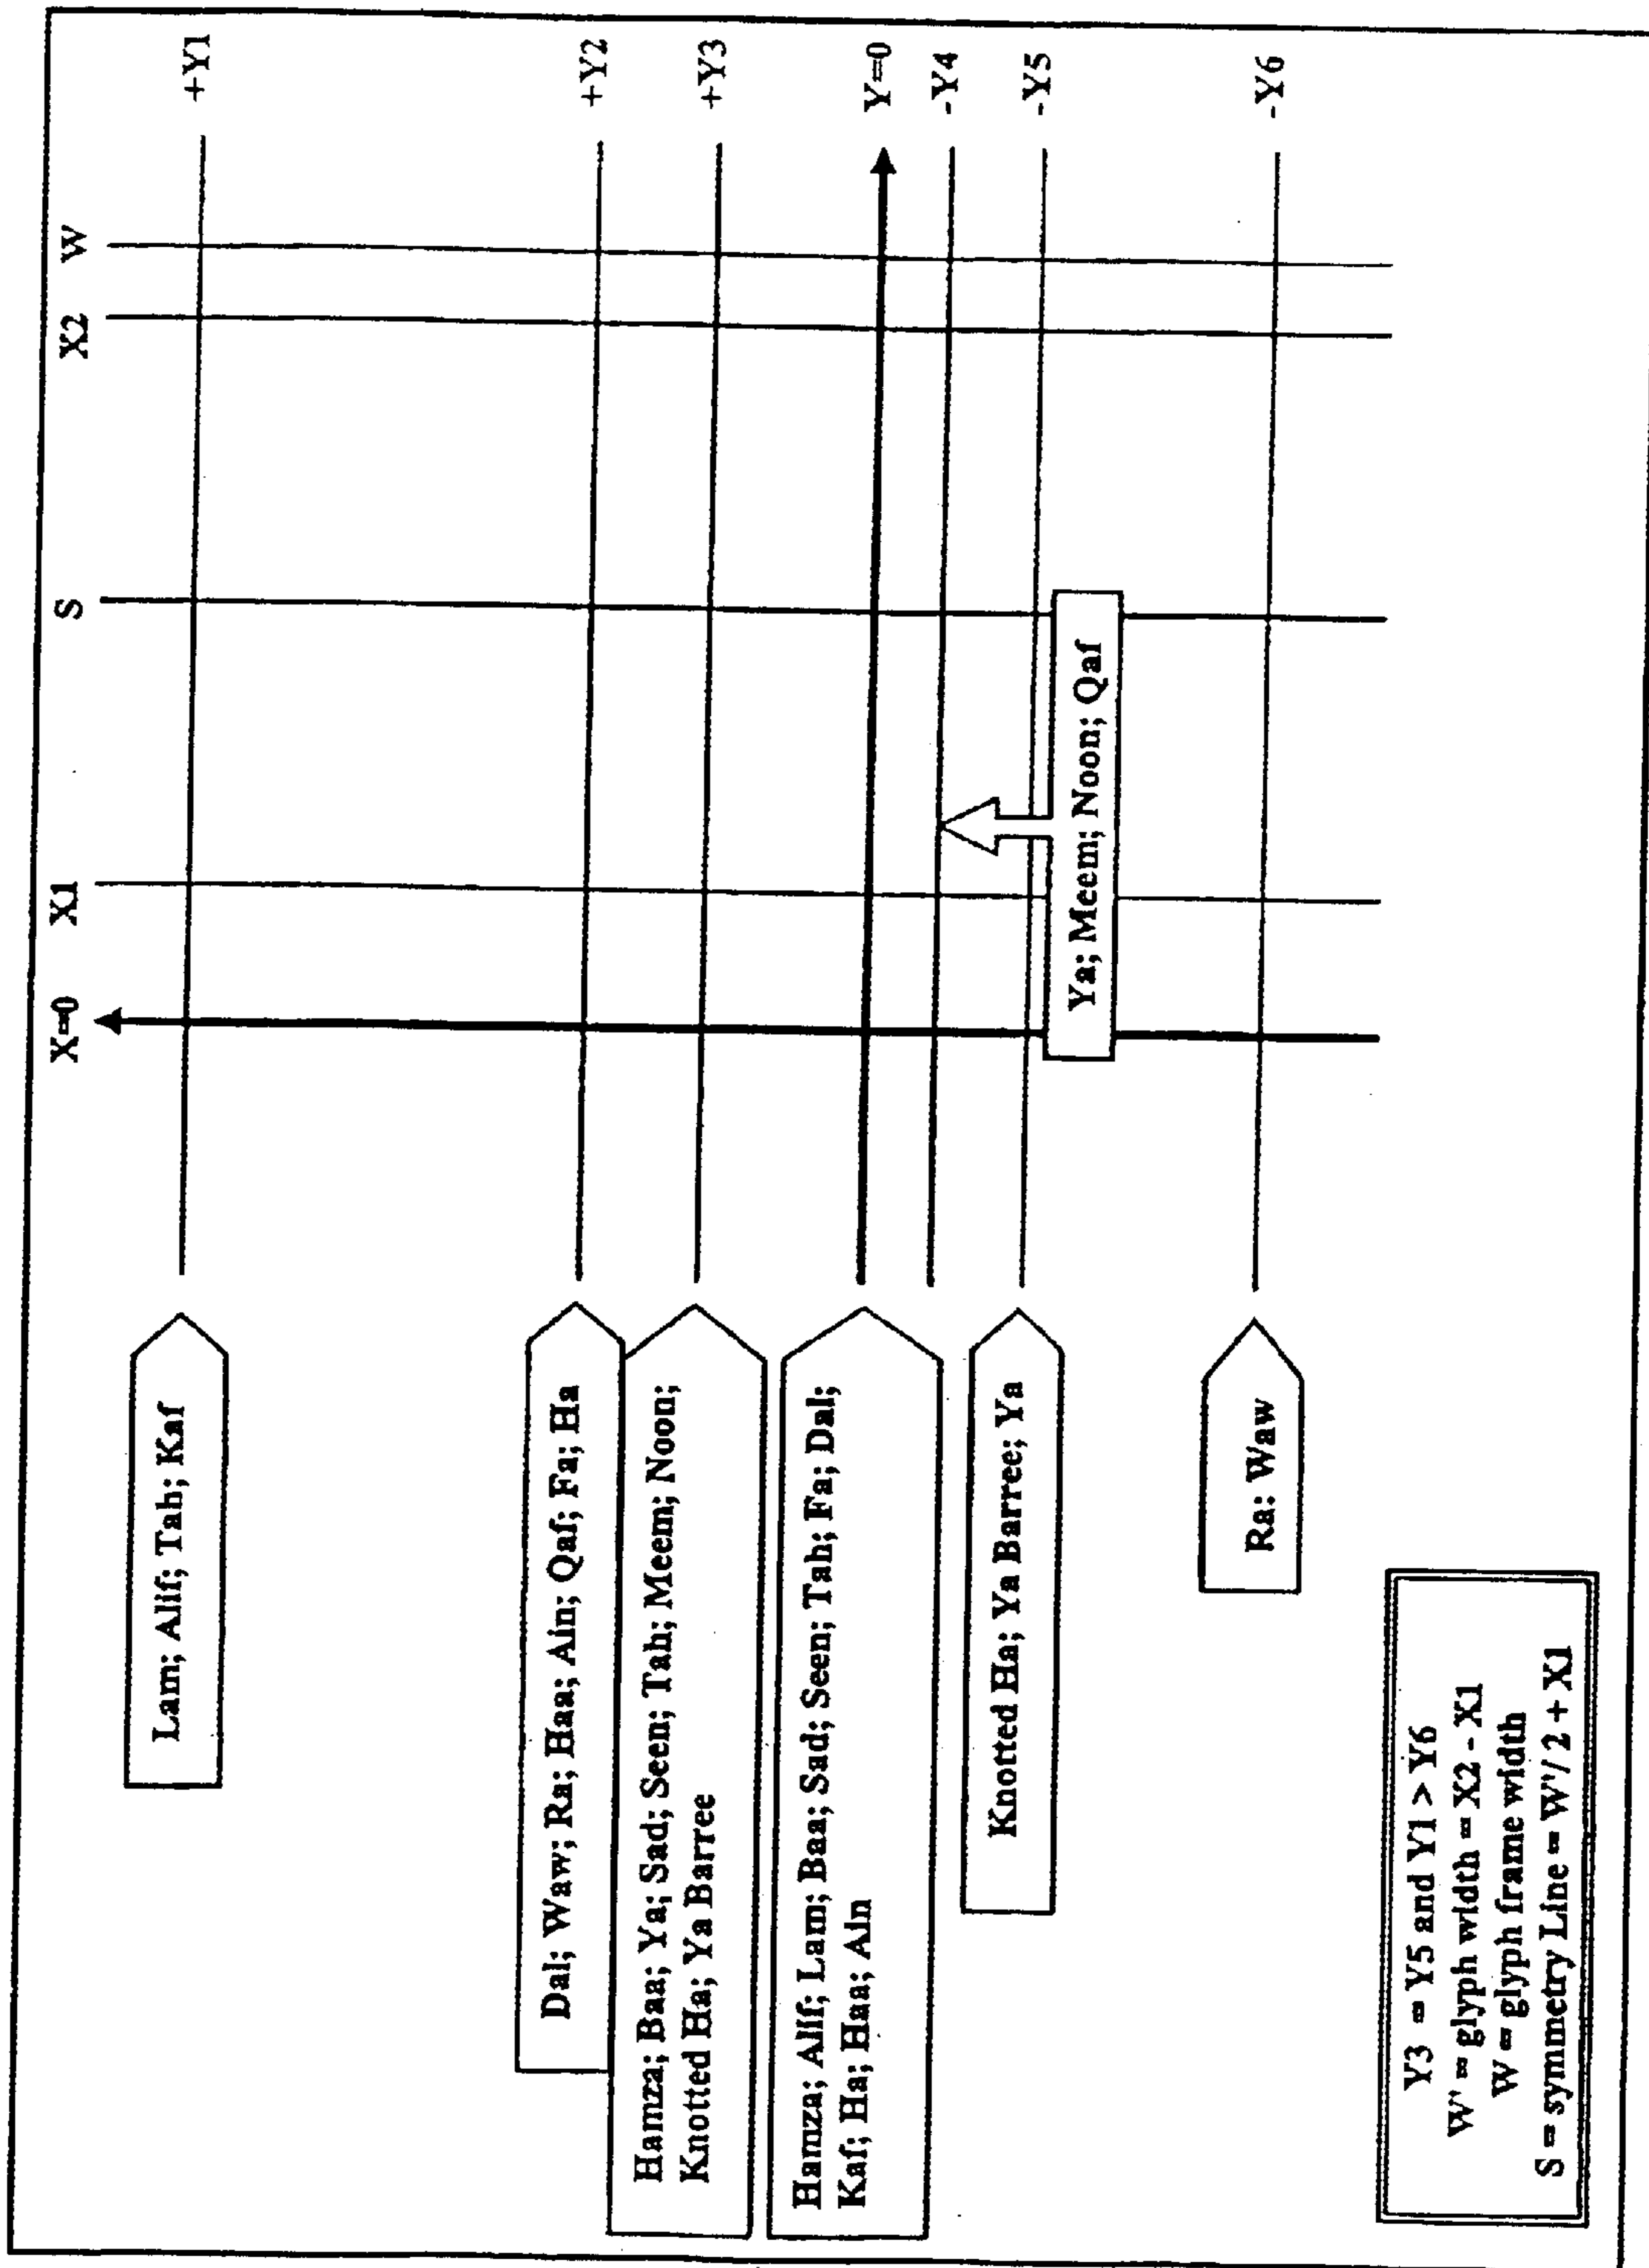 X=0
X1
S
X2
W
Lam; Alif; Tah; Kaf
+Y1
Dal; Waw; Ra; Haa; Ain; Qaf; Fa; Ha
+Y2
Hamza; Baa; Ya; Sad; Seen; Tah; Meem; Noon;
Knotted Ha; Ya Barree
+Y3
Hamza; Alif; Lam; Baa; Sad; Seen; Tah; Fa; Dal;
Kaf; Ha; Haa; Ain
Y=0
-Y4
Knotted Ha; Ya Barree; Ya
-Y5
Ya; Meem; Noon; Qaf
Ra: Waw
-Y6
Y3 = Y5 and Y1 > Y6
W' = glyph width = X2 - X1
W = glyph frame width
S = symmetry Line = W'/2 + X1